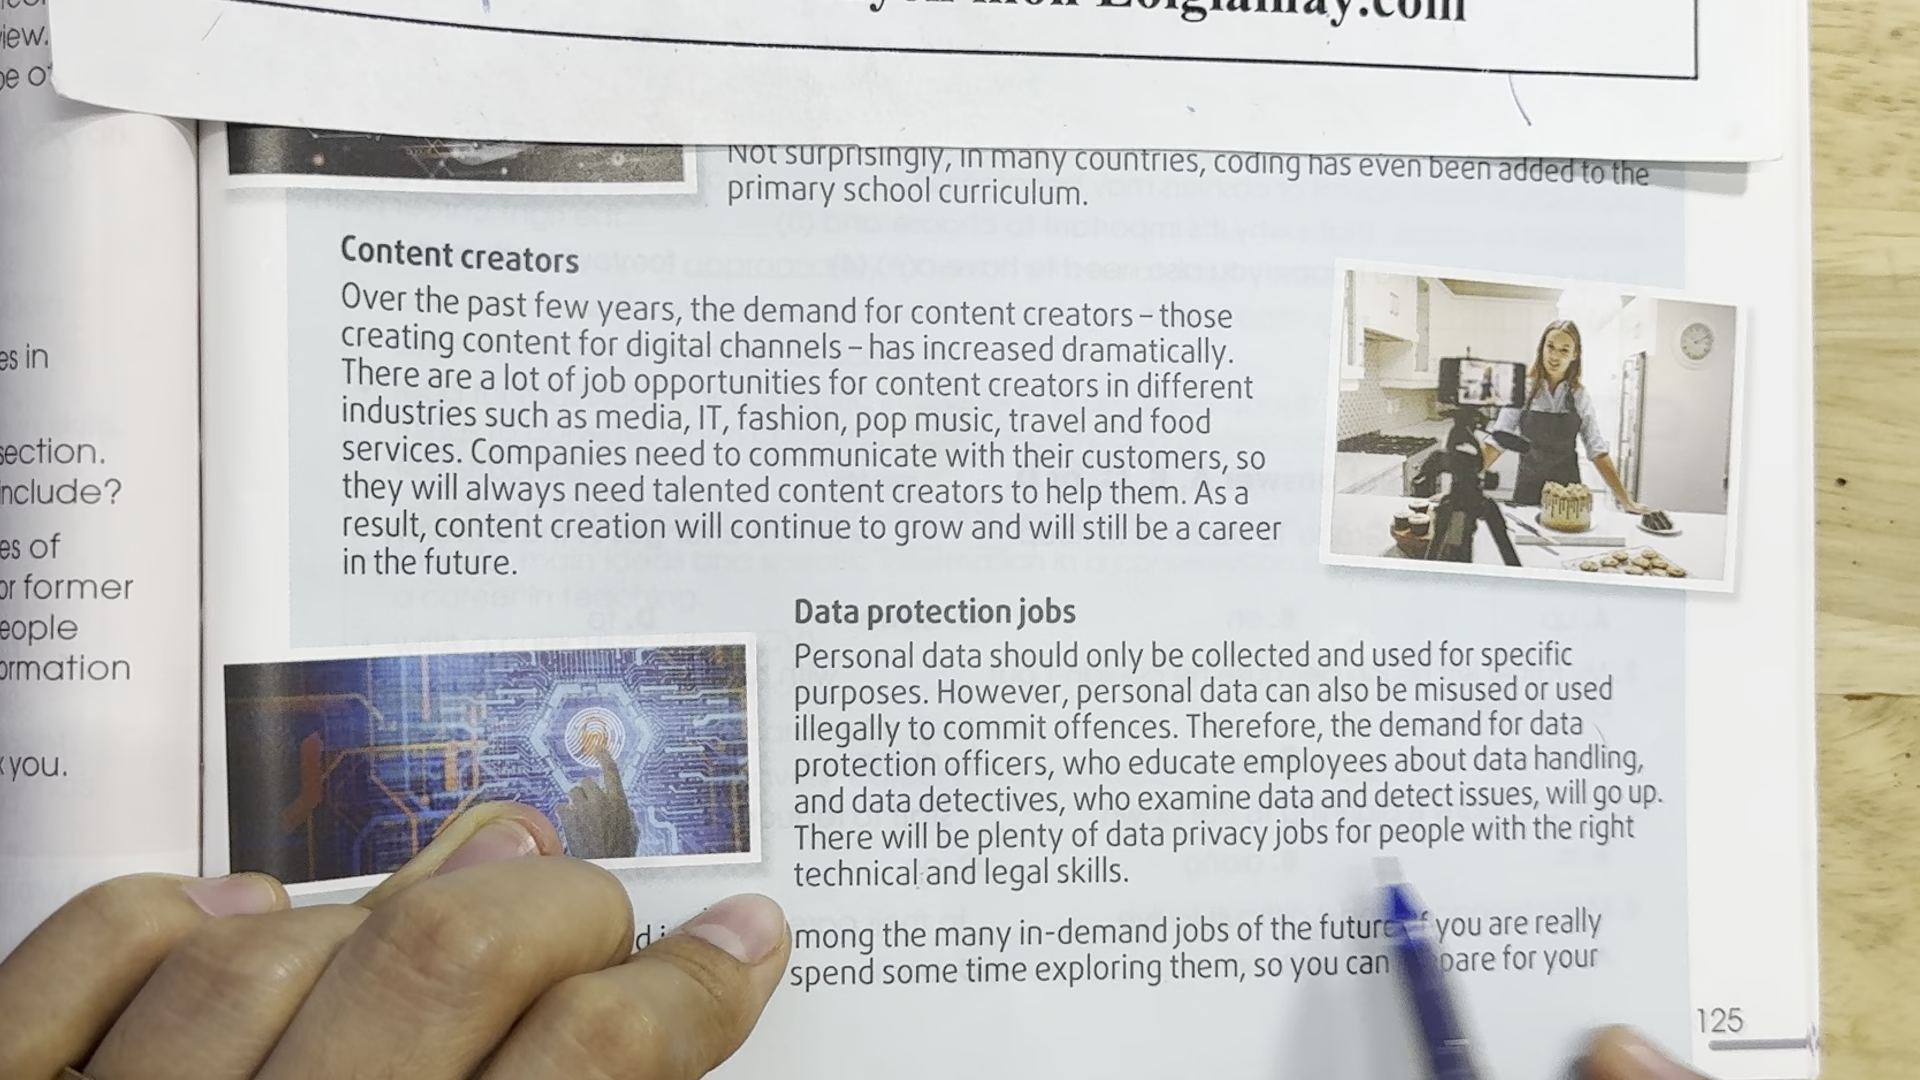 iew.
es in
section.
include?
es of
or former
eople
ormation
you.
Not surprisingly, in many countries, coding has even been added to the
primary school curriculum.
Content creators
Over the past few years, the demand for content creators – those
creating content for digital channels – has increased dramatically.
There are a lot of job opportunities for content creators in different
industries such as media, IT, fashion, pop music, travel and food
services. Companies need to communicate with their customers, so
they will always need talented content creators to help them. As a
result, content creation will continue to grow and will still be a career
in the future.
Data protection jobs
Personal data should only be collected and used for specific
purposes. However, personal data can also be misused or used
illegally to commit offences. Therefore, the demand for data
protection officers, who educate employees about data handling,
and data detectives, who examine data and detect issues, will go up.
There will be plenty of data privacy jobs for people with the right
technical and legal skills.
mong the many in-demand jobs of the future you are really
spend some time exploring them, so you can pare for your
125